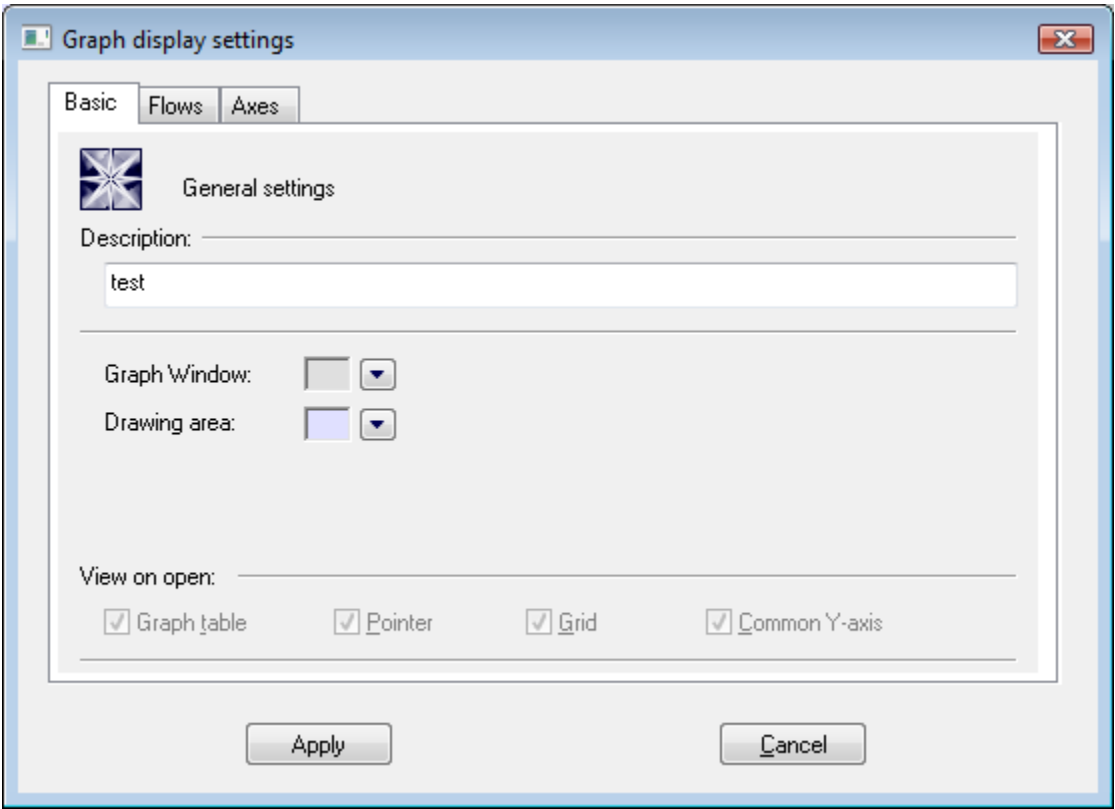 Graph display settings
Basic Flows Axes
General settings
Description:
test
Graph Window:
Drawing area:
View on open:
Graph table Pointer Grid Common Y-axis
Apply Cancel